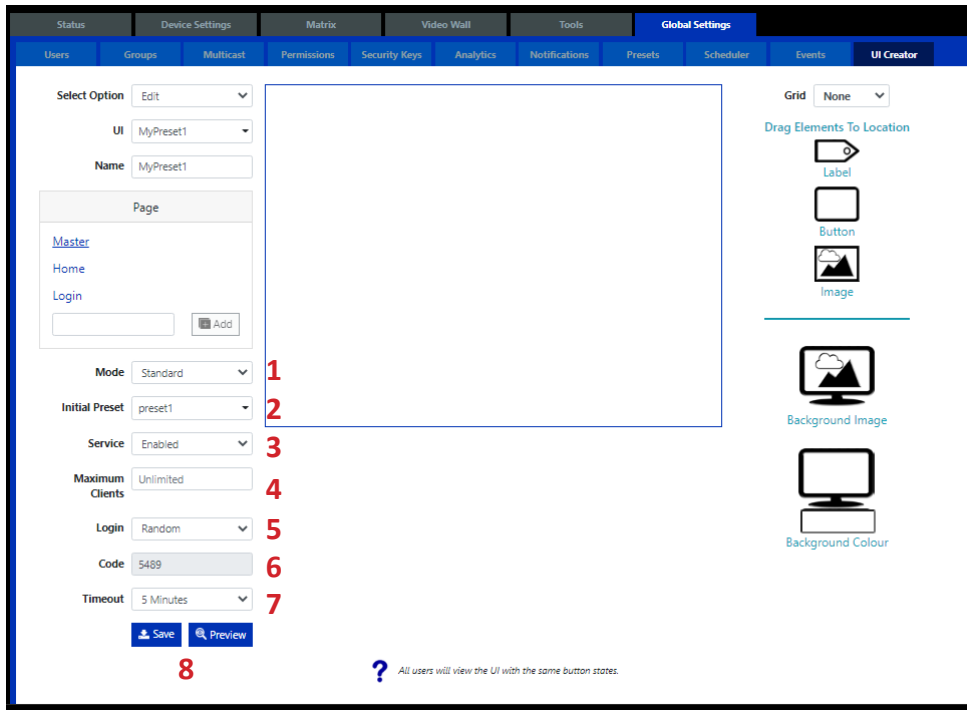 Status Device Settings Matrix Video Wall Tools Global Settings
Users Groups Multicast Permissions Security Keys Analytics Notifications Presets Scheduler Events UI Creator
Select Option Edit
UI MyPreset1
Name MyPreset1
Page
Master
Home
Login
Add
Mode Standard 1
Initial Preset preset1 2
Service Enabled 3
Maximum
Clients Unlimited 4
Login Random 5
Code 5489 6
Timeout 5 Minutes 7
Save Preview
8
? All users will view the UI with the same button states.
Grid None
Drag Elements To Location
Label
Button
Image
Background Image
Background Colour